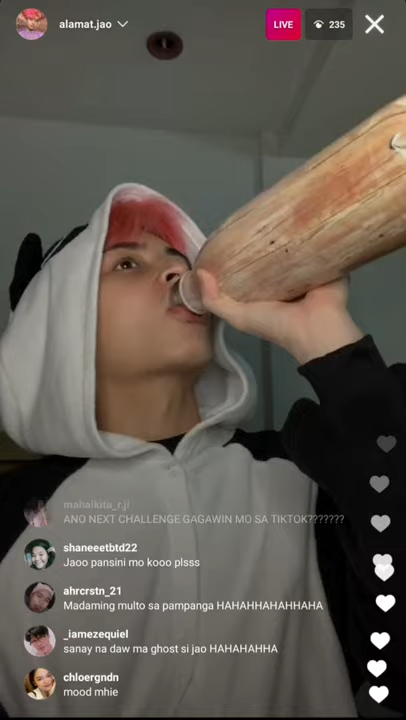 alamat.jao
LIVE
235
mahalkita_r.ji
ANO NEXT CHALLENGE GAGAWIN MO SA TIKTOK???????
shaneeetbtd22
Jaoo pansini mo kooo plsss
ahrcrstn_21
Madaming multo sa pampanga HAHAHHAHAHHAHA
_iamezequiel
sanay na daw ma ghost si jao HAHAHAHHA
chloergndn
mood mhie